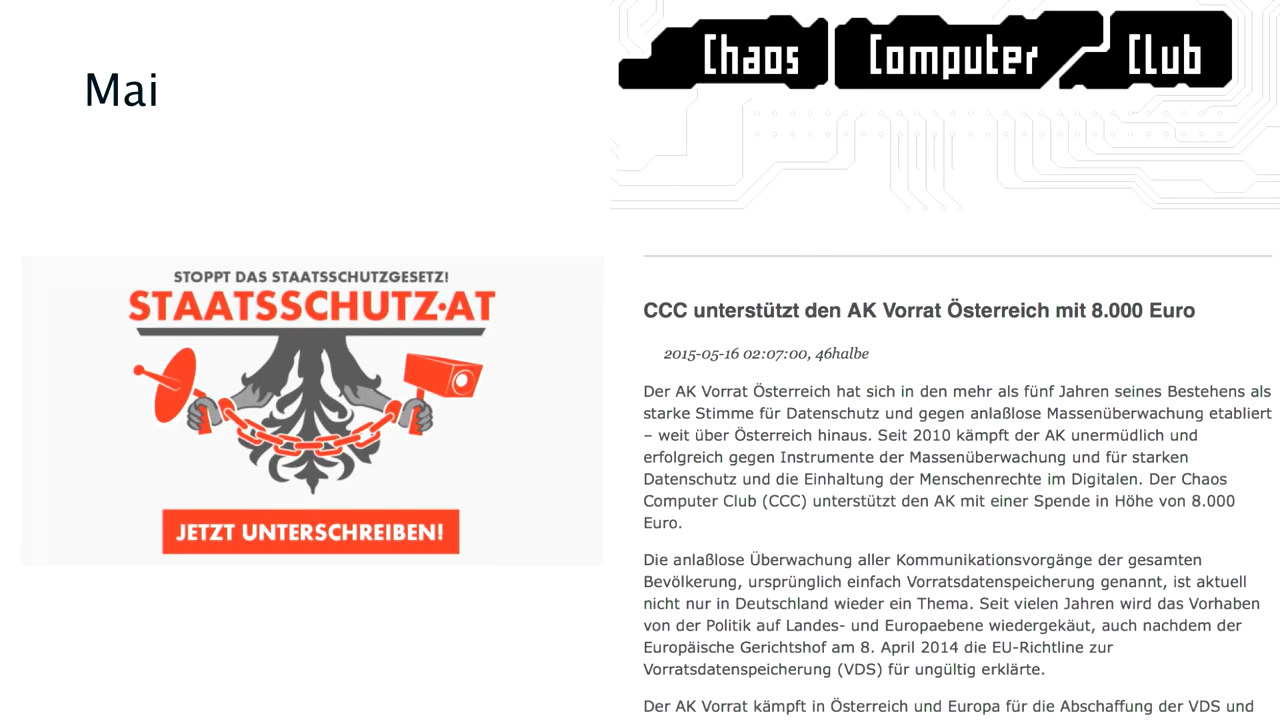 Mai
STOPPT DAS STAATSSCHUTZGESETZ!
STAATSSCHUTZ·AT
JETZT UNTERSCHREIBEN!
Chaos Computer Club
CCC unterstützt den AK Vorrat Österreich mit 8.000 Euro
2015-05-16 02:07:00, 46halbe
Der AK Vorrat Österreich hat sich in den mehr als fünf Jahren seines Bestehens als
starke Stimme für Datenschutz und gegen anlaßlose Massenüberwachung etabliert
– weit über Österreich hinaus. Seit 2010 kämpft der AK unermüdlich und
erfolgreich gegen Instrumente der Massenüberwachung und für starken
Datenschutz und die Einhaltung der Menschenrechte im Digitalen. Der Chaos
Computer Club (CCC) unterstützt den AK mit einer Spende in Höhe von 8.000
Euro.
Die anlaßlose Überwachung aller Kommunikationsvorgänge der gesamten
Bevölkerung, ursprünglich einfach Vorratsdatenspeicherung genannt, ist aktuell
nicht nur in Deutschland wieder ein Thema. Seit vielen Jahren wird das Vorhaben
von der Politik auf Landes- und Europaebene wiedergekäut, auch nachdem der
Europäische Gerichtshof am 8. April 2014 die EU-Richtline zur
Vorratsdatenspeicherung (VDS) für ungültig erklärte.
Der AK Vorrat kämpft in Österreich und Europa für die Abschaffung der VDS und